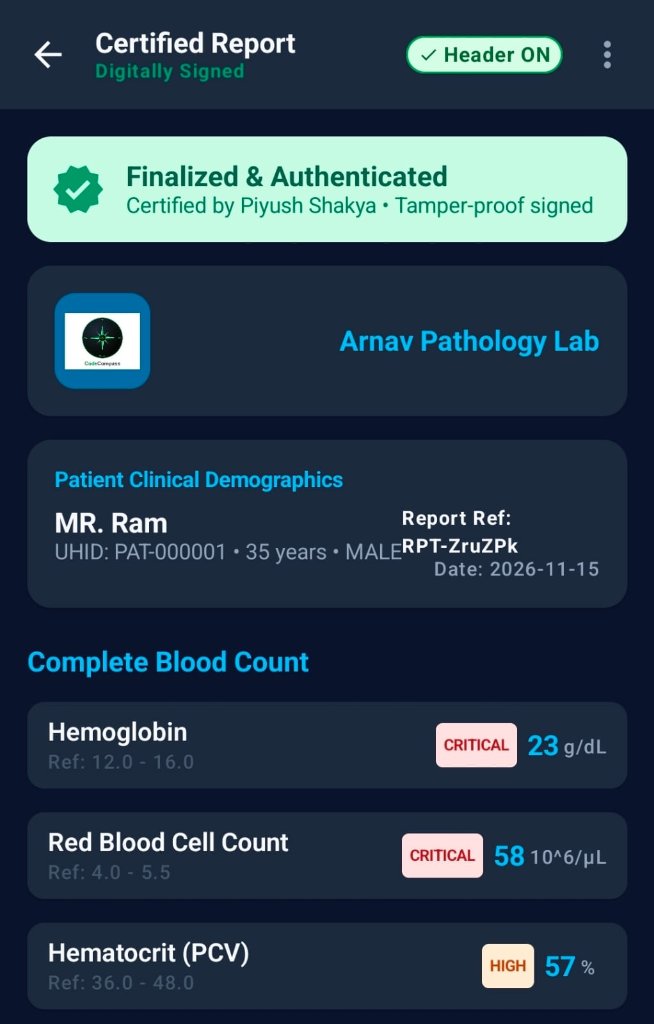 Certified Report
Digitally Signed
✓ Header ON
Finalized & Authenticated
Certified by Piyush Shakya • Tamper-proof signed
CodeCompass
Arnav Pathology Lab
Patient Clinical Demographics
MR. Ram
UHID: PAT-000001 • 35 years • MALE
Report Ref:
RPT-ZruZPk
Date: 2026-11-15
Complete Blood Count
Hemoglobin
Ref: 12.0 - 16.0
CRITICAL 23 g/dL
Red Blood Cell Count
Ref: 4.0 - 5.5
CRITICAL 58 10^6/µL
Hematocrit (PCV)
Ref: 36.0 - 48.0
HIGH 57 %